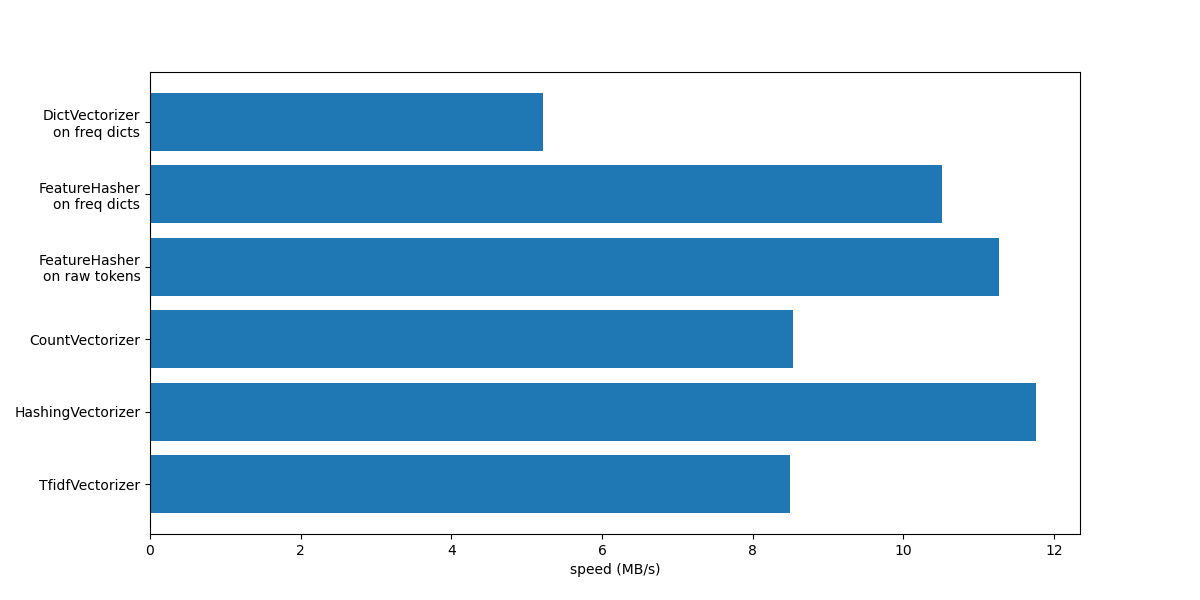 DictVectorizer
on freq dicts
FeatureHasher
on freq dicts
FeatureHasher
on raw tokens
CountVectorizer
HashingVectorizer
TfidfVectorizer
0 2 4 6 8 10 12
speed (MB/s)